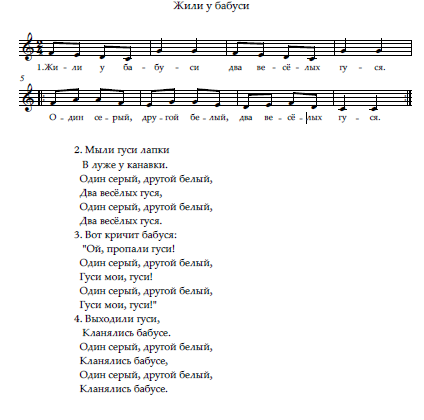 Жили у бабуси
1.Жи - ли у ба - бу - си два ве - сё - лых гу - ся.
5
О - дин се - рый, дру - гой бе - лый, два ве - сё - лых гу - ся.
2. Мыли гуси лапки
В луже у канавки.
Один серый, другой белый,
Два весёлых гуся,
Один серый, другой белый,
Два весёлых гуся.
3. Вот кричит бабуся:
"Ой, пропали гуси!
Один серый, другой белый,
Гуси мои, гуси!
Один серый, другой белый,
Гуси мои, гуси!"
4. Выходили гуси,
Кланялись бабусе.
Один серый, другой белый,
Кланялись бабусе,
Один серый, другой белый,
Кланялись бабусе.